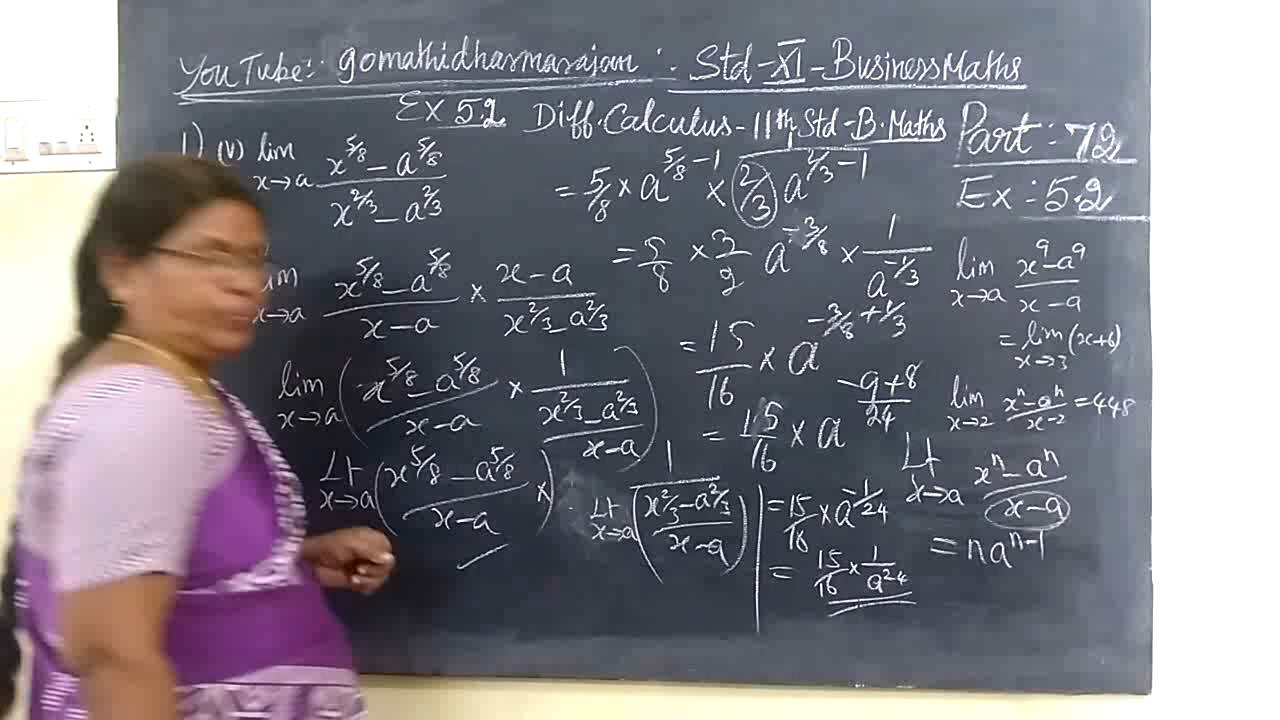 YouTube: gomathidharmarajan : Std-XI-BusinessMaths
Ex 5.2 Diff.Calculus-11th Std-B.Maths
Part: 72
Ex: 5.2
1) (v) lim x→a (x^5/8 - a^5/8)/(x^2/3 - a^2/3)
lim x→a (x^5/8 - a^5/8)/(x-a) × (x-a)/(x^2/3 - a^2/3)
lim x→a ((x^5/8 - a^5/8)/(x-a) × 1/((x^2/3 - a^2/3)/(x-a)))
Lt x→a ((x^5/8 - a^5/8)/(x-a) ×) 1/(Lt x→a ((x^2/3 - a^2/3)/(x-a)))
= 5/8 × a^(5/8 - 1) × (2/3) a^(2/3 - 1)
= 5/8 × 3/2 a^(-3/8) × 1/a^(-1/3)
= 15/16 × a^(-3/8 + 1/3)
= 15/16 × a^((-9+8)/24)
= 15/16 × a^(-1/24)
= 15/16 × 1/a^24
lim x→a (x^9 - a^9)/(x-a)
= lim x→3 (x+6)
lim x→2 (x^n - a^n)/(x-2) = 448
Lt x→a (x^n - a^n)/(x-a)
= na^(n-1)